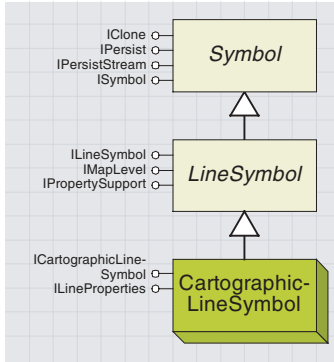 IClone
IPersist
IPersistStream
ISymbol
Symbol
ILineSymbol
IMapLevel
IPropertySupport
LineSymbol
ICartographicLine-
Symbol
ILineProperties
Cartographic-
LineSymbol